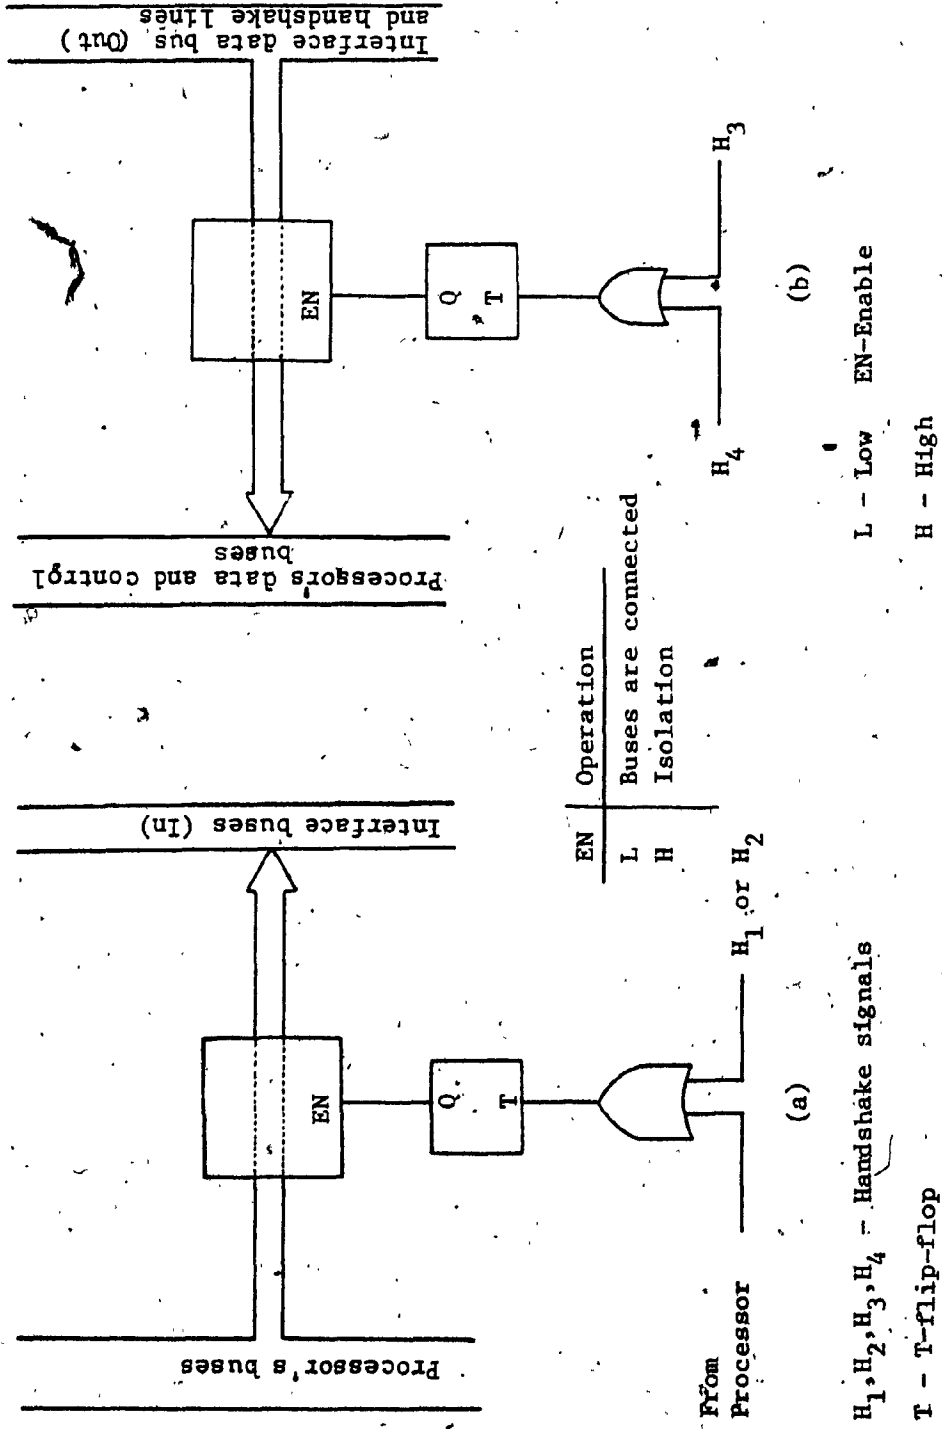 Processor's buses
Interface buses (In)
EN
Q
T
From
Processor
H1 or H2
(a)
Processors' data and control
buses
Interface data bus (Out)
and handshake lines
EN
Q
T
H4
H3
(b)
EN Operation
L Buses are connected
H Isolation
H1,H2,H3,H4 - Handshake signals
T - T-flip-flop
L - Low EN-Enable
H - High